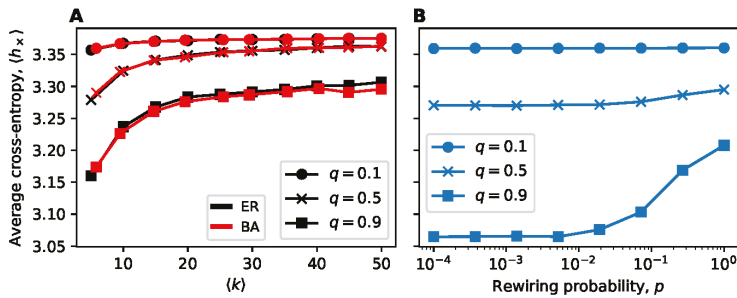 A
B
Average cross-entropy, ⟨h×⟩
3.35
3.30
3.25
3.20
3.15
3.10
3.05
10
20
30
40
50
⟨k⟩
ER
BA
q = 0.1
q = 0.5
q = 0.9
q = 0.1
q = 0.5
q = 0.9
10⁻⁴
10⁻³
10⁻²
10⁻¹
10⁰
Rewiring probability, p